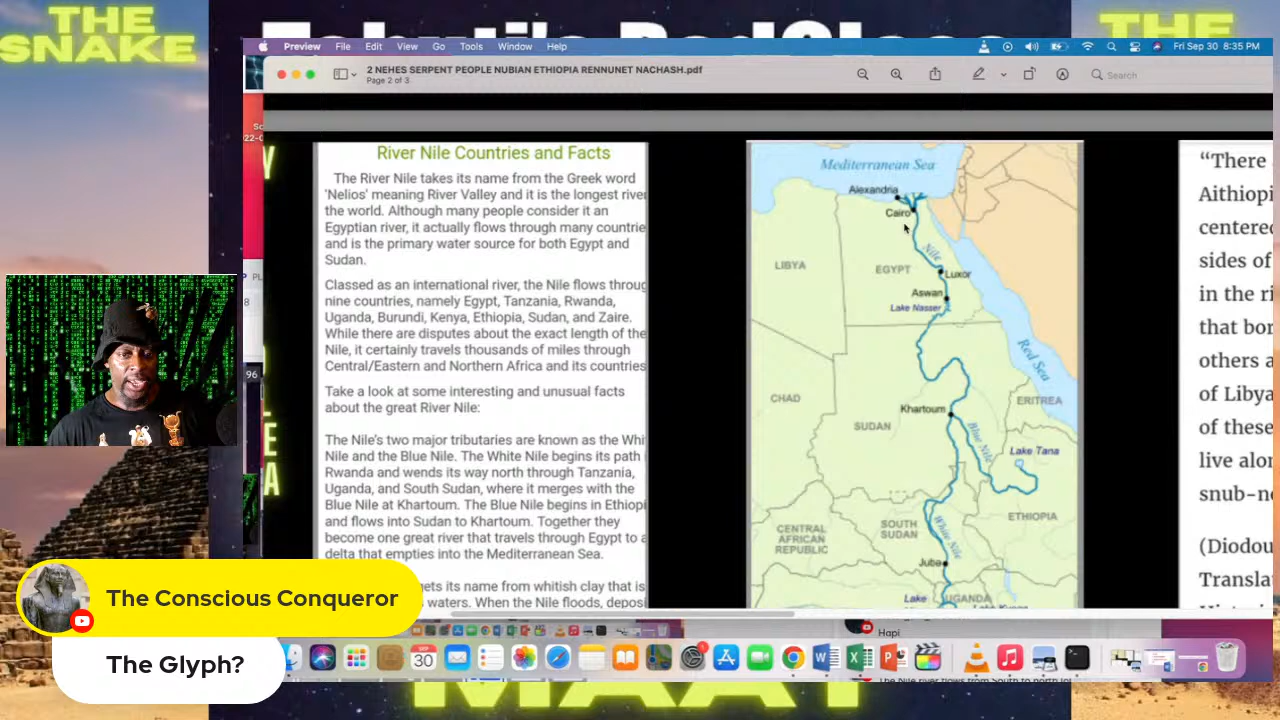 THE
SNAKE
THE
Preview File Edit View Go Tools Window Help
Fri Sep 30 8:35 PM
2 NEHES SERPENT PEOPLE NUBIAN ETHIOPIA RENNUNET NACHASH.pdf
Page 2 of 3
Search
River Nile Countries and Facts
The River Nile takes its name from the Greek word
'Nelios' meaning River Valley and it is the longest river
the world. Although many people consider it an
Egyptian river, it actually flows through many countrie
and is the primary water source for both Egypt and
Sudan.
Classed as an international river, the Nile flows throug
nine countries, namely Egypt, Tanzania, Rwanda,
Uganda, Burundi, Kenya, Ethiopia, Sudan, and Zaire.
While there are disputes about the exact length of the
Nile, it certainly travels thousands of miles through
Central/Eastern and Northern Africa and its countries
Take a look at some interesting and unusual facts
about the great River Nile:
The Nile's two major tributaries are known as the Whi
Nile and the Blue Nile. The White Nile begins its path
Rwanda and wends its way north through Tanzania,
Uganda, and South Sudan, where it merges with the
Blue Nile at Khartoum. The Blue Nile begins in Ethiopi
and flows into Sudan to Khartoum. Together they
become one great river that travels through Egypt to a
delta that empties into the Mediterranean Sea.
gets its name from whitish clay that is
waters. When the Nile floods, deposi
Mediterranean Sea
Alexandria
Cairo
Nile
LIBYA
EGYPT
Luxor
Aswan
Lake Nasser
Red Sea
CHAD
Khartoum
SUDAN
ERITREA
Blue Nile
Lake Tana
CENTRAL
AFRICAN
REPUBLIC
SOUTH
SUDAN
ETHIOPIA
White Nile
Juba
Lake
UGANDA
"There
Aithiopi
centered
sides of
in the ri
that bor
others a
of Libya
of these
live alon
snub-no
(Diodou
Transla
Hapi
96
SEP
30
The Conscious Conqueror
The Glyph?
MAAT